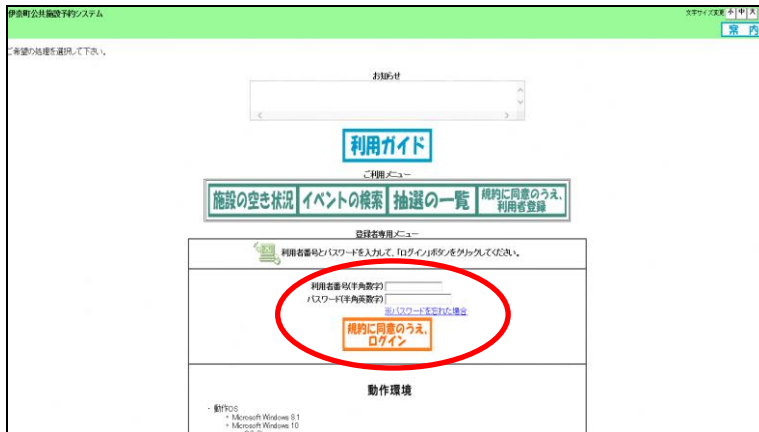 伊奈町公共施設予約システム
文字サイズ変更 小 中 大
案 内
ご希望の処理を選択して下さい。
お知らせ
利用ガイド
ご利用メニュー
施設の空き状況 イベントの検索 抽選の一覧 規約に同意のうえ、利用者登録
登録者専用メニュー
利用者番号とパスワードを入力して、「ログイン」ボタンをクリックしてください。
利用者番号(半角数字)
パスワード(半角英数字)
※パスワードを忘れた場合
規約に同意のうえ、
ログイン
動作環境
・ 動作OS
・ Microsoft Windows 8.1
・ Microsoft Windows 10